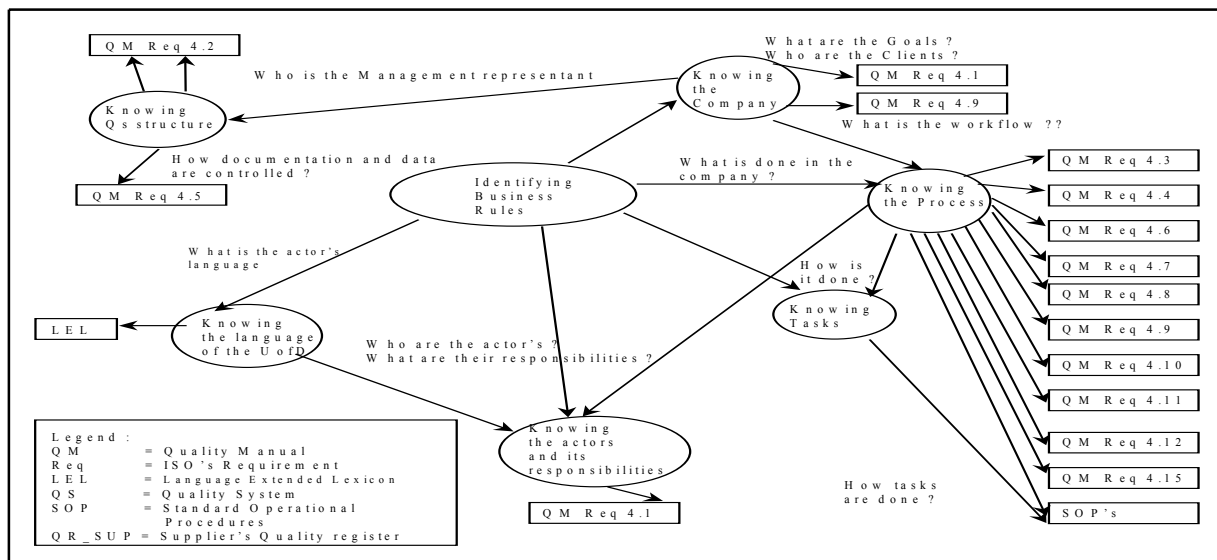 QM Req 4.2
What are the Goals ?
Who are the Clients ?
Who is the Management representant
Knowing
the
Company
QM Req 4.1
QM Req 4.9
Knowing
Qs structure
What is the workflow ??
How documentation and data
are controlled ?
QM Req 4.5
Identifying
Business
Rules
What is done in the
company ?
Knowing
the Process
QM Req 4.3
QM Req 4.4
QM Req 4.6
QM Req 4.7
QM Req 4.8
QM Req 4.9
QM Req 4.10
QM Req 4.11
QM Req 4.12
QM Req 4.15
SOP's
What is the actor's
language
How is
it done ?
Knowing
Tasks
LEL
Knowing
the language
of the UofD
Who are the actor's ?
What are their responsibilities ?
Knowing
the actors
and its
responsibilities
QM Req 4.1
How tasks
are done ?
Legend :
QM = Quality Manual
Req = ISO's Requirement
LEL = Language Extended Lexicon
QS = Quality System
SOP = Standard Operational
Procedures
QR_SUP = Supplier's Quality register